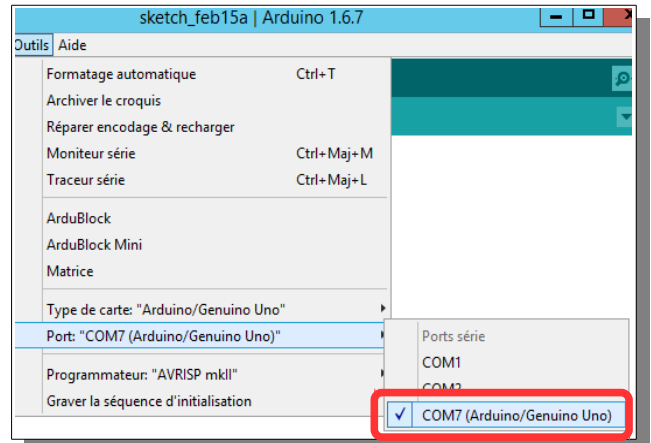 sketch_feb15a | Arduino 1.6.7
Outils Aide
Formatage automatique Ctrl+T
Archiver le croquis
Réparer encodage & recharger
Moniteur série Ctrl+Maj+M
Traceur série Ctrl+Maj+L
ArduBlock
ArduBlock Mini
Matrice
Type de carte: "Arduino/Genuino Uno"
Port: "COM7 (Arduino/Genuino Uno)"
Programmateur: "AVRISP mkII"
Graver la séquence d'initialisation
Ports série
COM1
COM7 (Arduino/Genuino Uno)